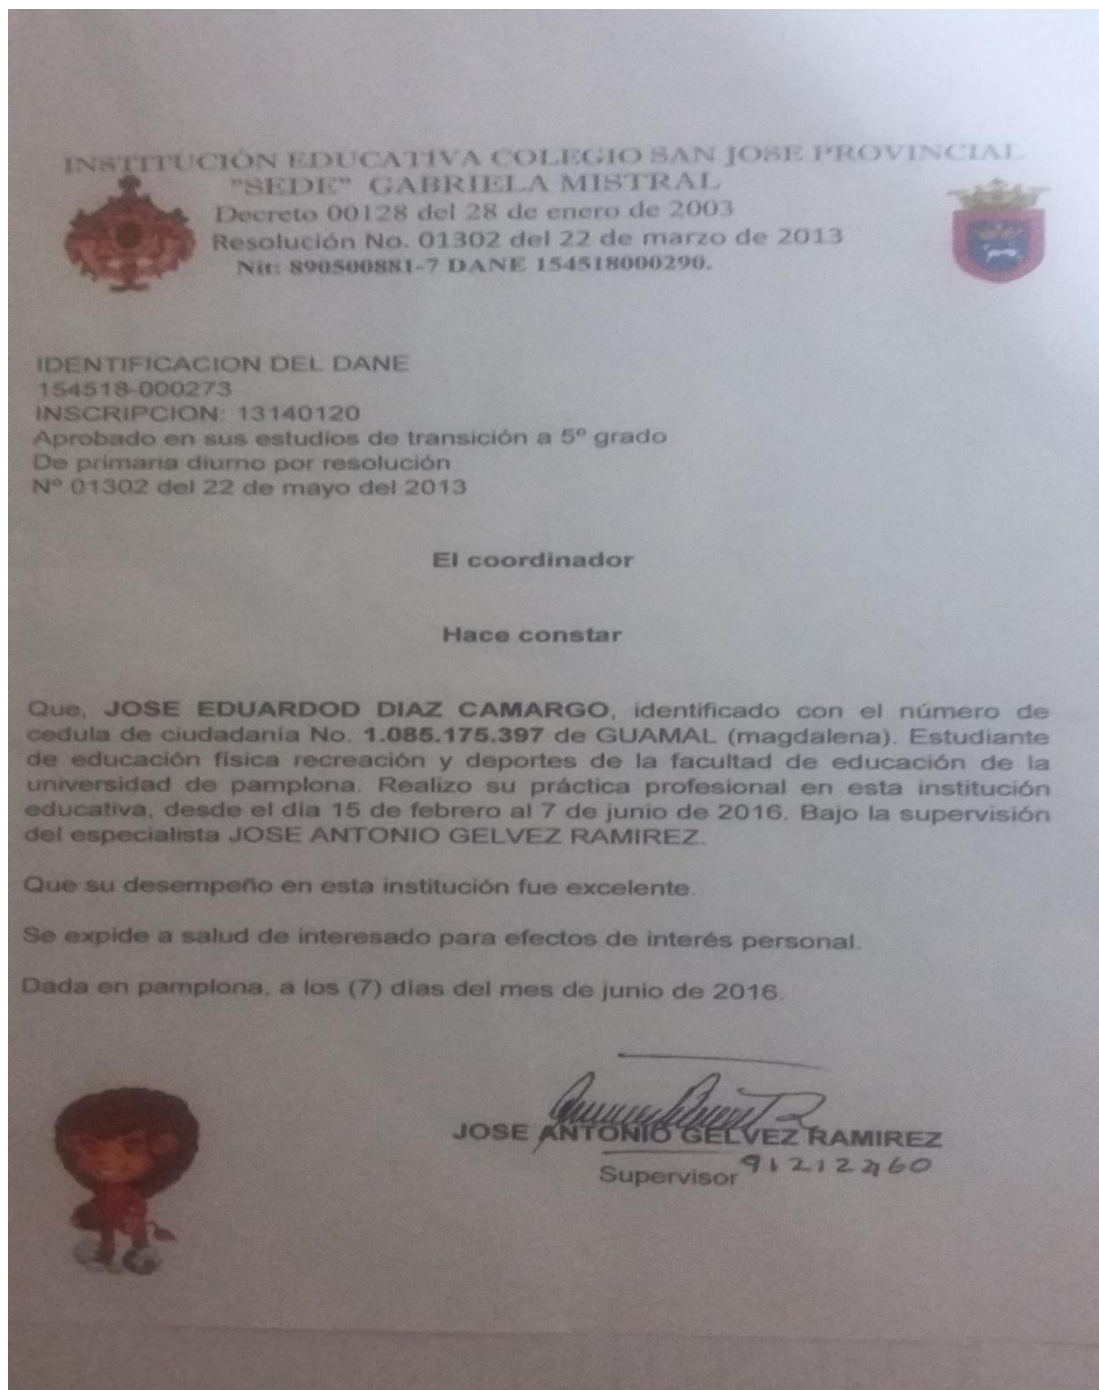 INSTITUCIÓN EDUCATIVA COLEGIO SAN JOSE PROVINCIAL
"SEDE" GABRIELA MISTRAL
Decreto 00128 del 28 de enero de 2003
Resolución No. 01302 del 22 de marzo de 2013
Nit: 890500881-7 DANE 154518000290.
IDENTIFICACION DEL DANE
154518-000273
INSCRIPCION: 13140120
Aprobado en sus estudios de transición a 5º grado
De primaria diurno por resolución
Nº 01302 del 22 de mayo del 2013
El coordinador
Hace constar
Que, JOSE EDUARDOD DIAZ CAMARGO, identificado con el número de
cedula de ciudadanía No. 1.085.175.397 de GUAMAL (magdalena). Estudiante
de educación física recreación y deportes de la facultad de educación de la
universidad de pamplona. Realizo su práctica profesional en esta institución
educativa, desde el día 15 de febrero al 7 de junio de 2016. Bajo la supervisión
del especialista JOSE ANTONIO GELVEZ RAMIREZ.
Que su desempeño en esta institución fue excelente.
Se expide a salud de interesado para efectos de interés personal.
Dada en pamplona, a los (7) días del mes de junio de 2016.
JOSE ANTONIO GELVEZ RAMIREZ
Supervisor